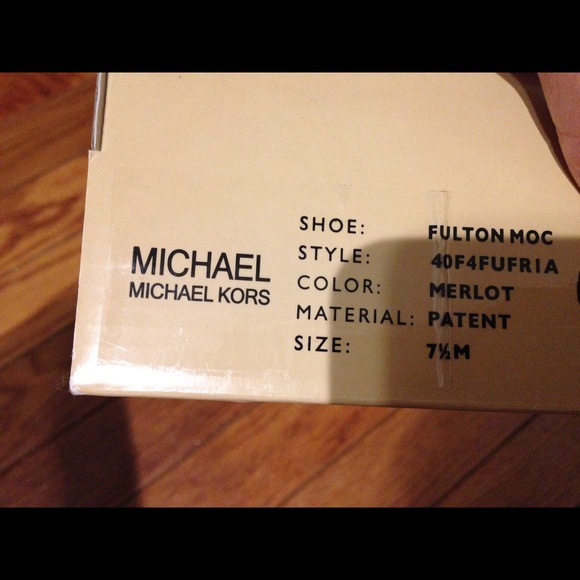 MICHAEL
MICHAEL KORS
SHOE: FULTON MOC
STYLE: 40F4FUFR1A
COLOR: MERLOT
MATERIAL: PATENT
SIZE: 7½M